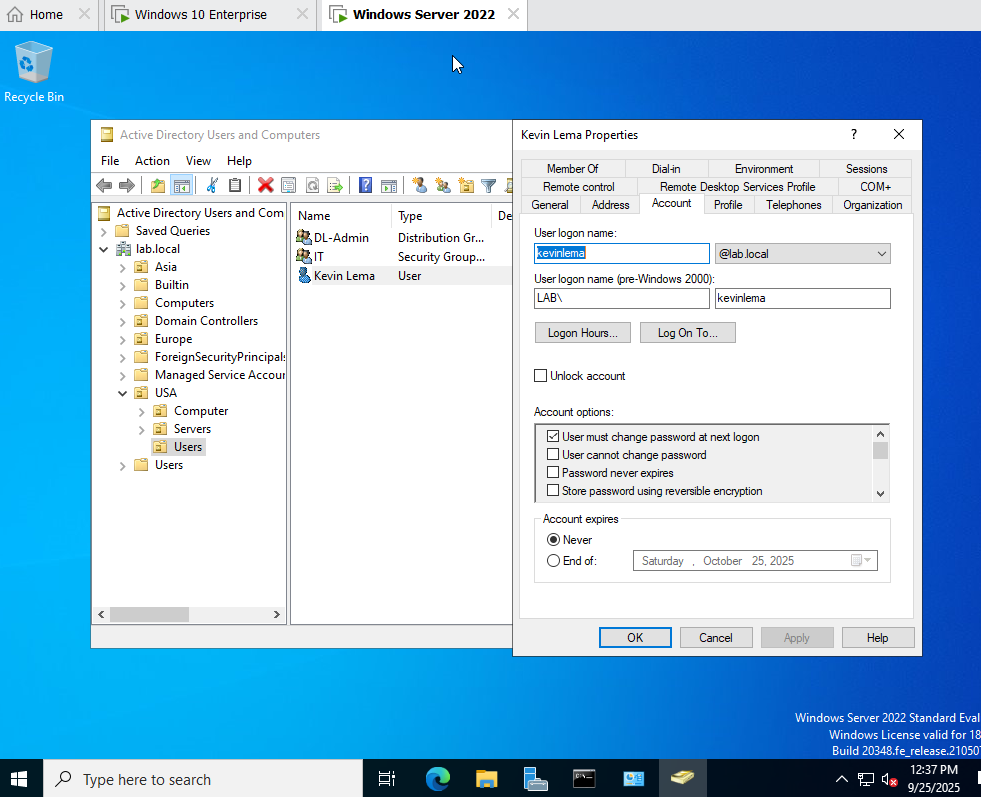 Home
Windows 10 Enterprise
Windows Server 2022
Recycle Bin
Active Directory Users and Computers
File Action View Help
Active Directory Users and Com
Saved Queries
lab.local
Asia
Builtin
Computers
Domain Controllers
Europe
ForeignSecurityPrincipals
Managed Service Accour
USA
Computer
Servers
Users
Users
Name Type De
DL-Admin Distribution Gr...
IT Security Group...
Kevin Lema User
Kevin Lema Properties
?
Member Of Dial-in Environment Sessions
Remote control Remote Desktop Services Profile COM+
General Address Account Profile Telephones Organization
User logon name:
kevinlema @lab.local
User logon name (pre-Windows 2000):
LAB\ kevinlema
Logon Hours... Log On To...
Unlock account
Account options:
User must change password at next logon
User cannot change password
Password never expires
Store password using reversible encryption
Account expires
Never
End of: Saturday , October 25, 2025
OK Cancel Apply Help
Windows Server 2022 Standard Eval
Windows License valid for 18
Build 20348.fe_release.21050
Type here to search
12:37 PM
9/25/2025